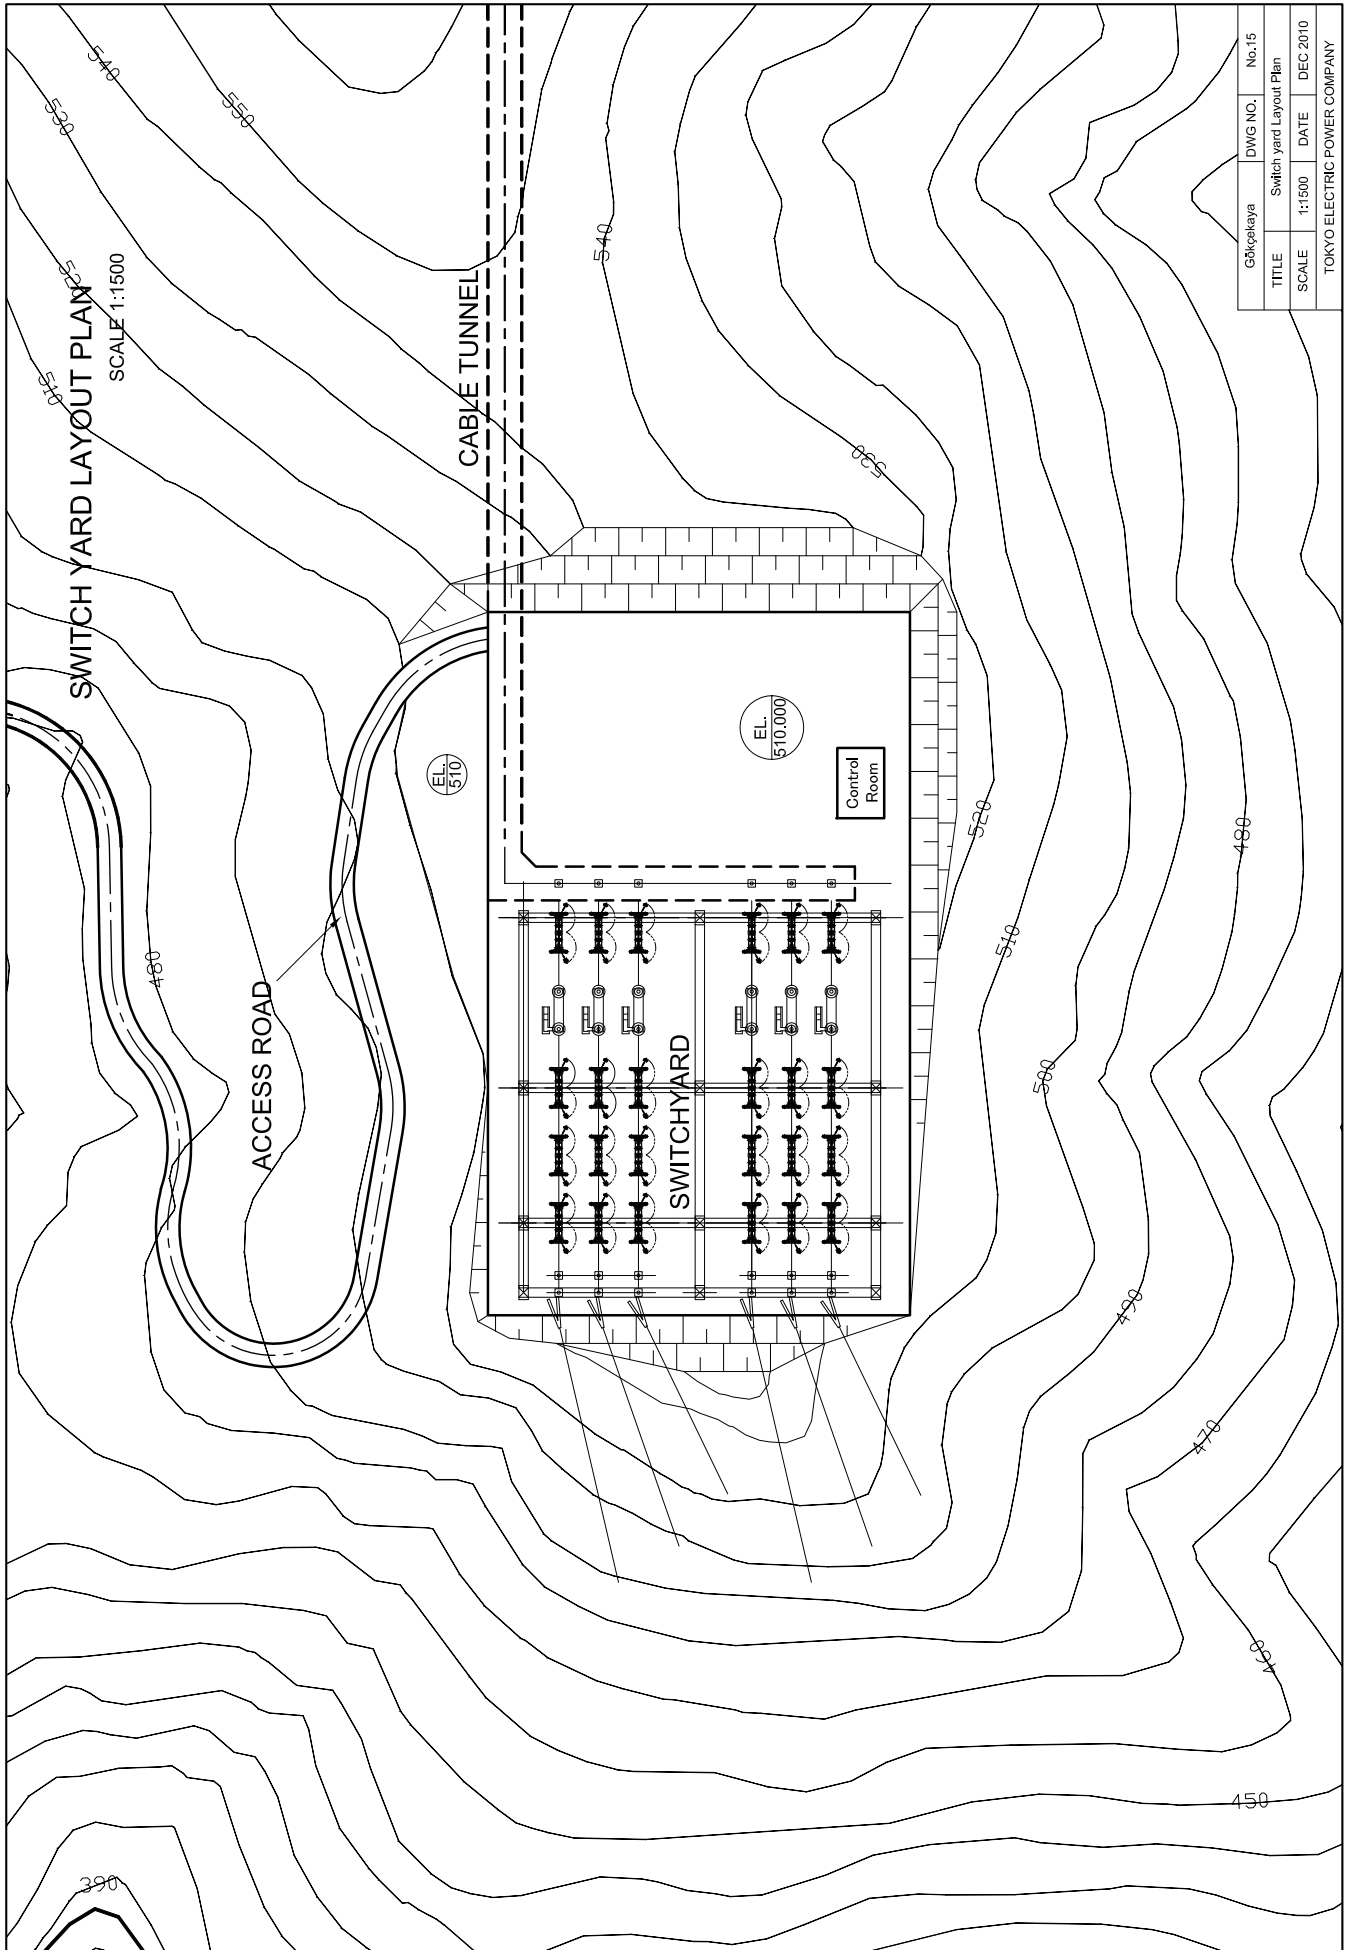 SWITCH YARD LAYOUT PLAN
SCALE 1:1500
540
530
520
510
550
540
530
CABLE TUNNEL
EL.
510
EL.
510.000
Control
Room
ACCESS ROAD
SWITCHYARD
480
520
510
500
490
480
470
460
450
390
Gökçekaya DWG NO. No.15
TITLE Switch yard Layout Plan
SCALE 1:1500 DATE DEC 2010
TOKYO ELECTRIC POWER COMPANY